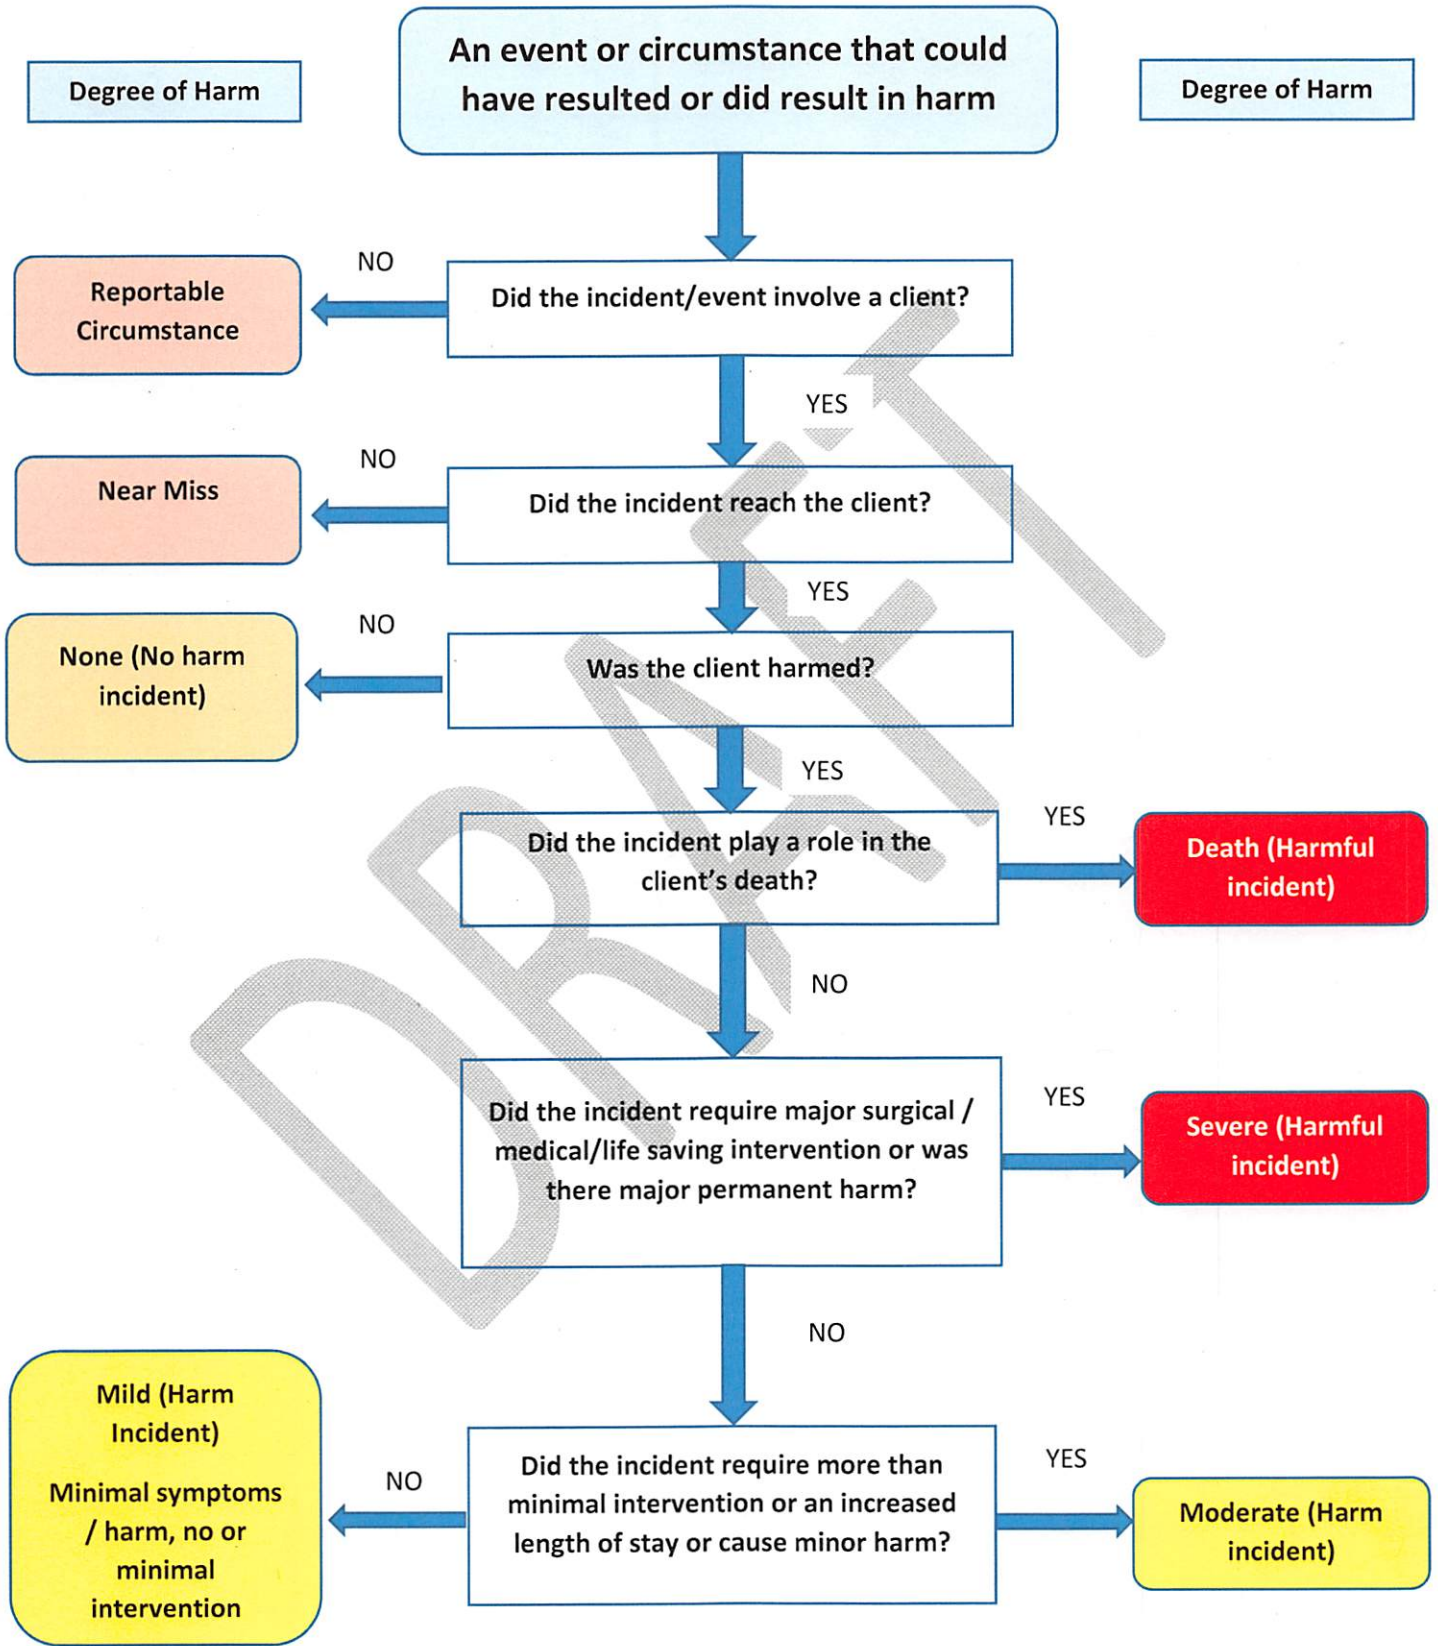 An event or circumstance that could
have resulted or did result in harm
Degree of Harm
Degree of Harm
NO
Reportable
Circumstance
Did the incident/event involve a client?
YES
NO
Near Miss
Did the incident reach the client?
YES
NO
None (No harm
incident)
Was the client harmed?
YES
Did the incident play a role in the
client's death?
YES
Death (Harmful
incident)
NO
Did the incident require major surgical /
medical/life saving intervention or was
there major permanent harm?
YES
Severe (Harmful
incident)
NO
Mild (Harm
Incident)
Minimal symptoms
/ harm, no or
minimal
intervention
NO
Did the incident require more than
minimal intervention or an increased
length of stay or cause minor harm?
YES
Moderate (Harm
incident)
DRAFT